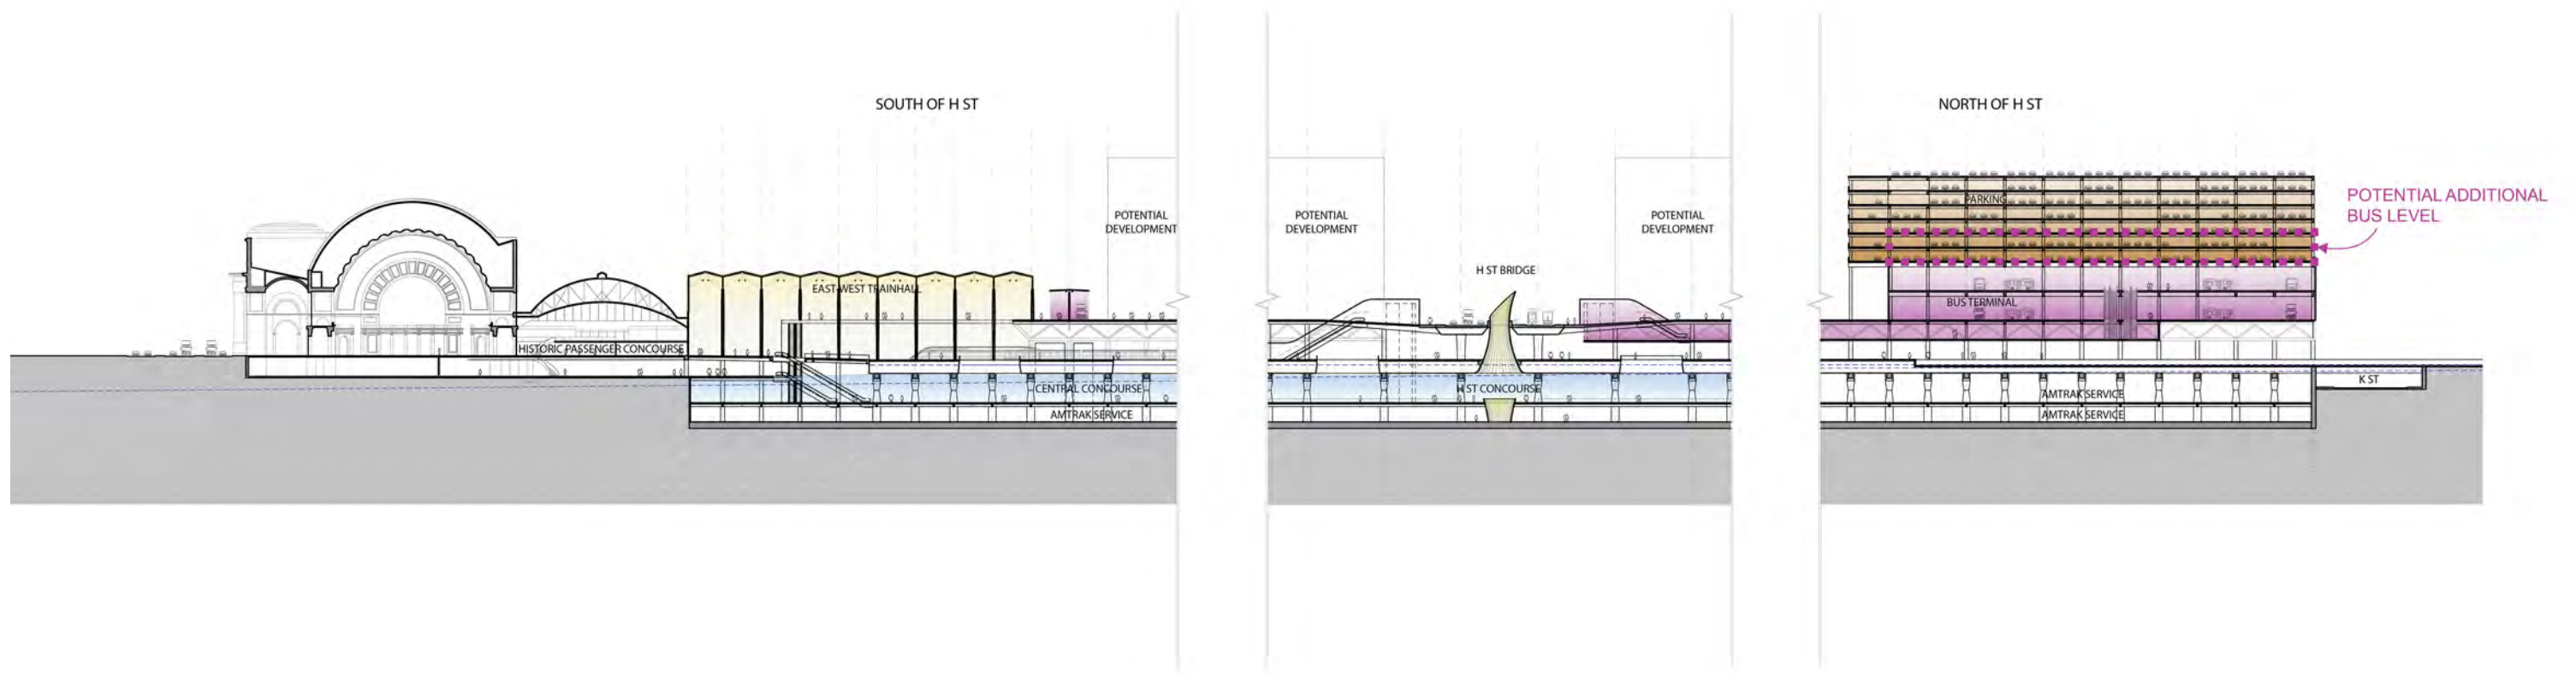 SOUTH OF H ST
NORTH OF H ST
POTENTIAL ADDITIONAL
BUS LEVEL
PARKING
POTENTIAL
DEVELOPMENT
POTENTIAL
DEVELOPMENT
POTENTIAL
DEVELOPMENT
H ST BRIDGE
EAST-WEST TRAINHALL
BUS TERMINAL
HISTORIC PASSENGER CONCOURSE
CENTRAL CONCOURSE
H ST CONCOURSE
K ST
AMTRAK SERVICE
AMTRAK SERVICE
AMTRAK SERVICE